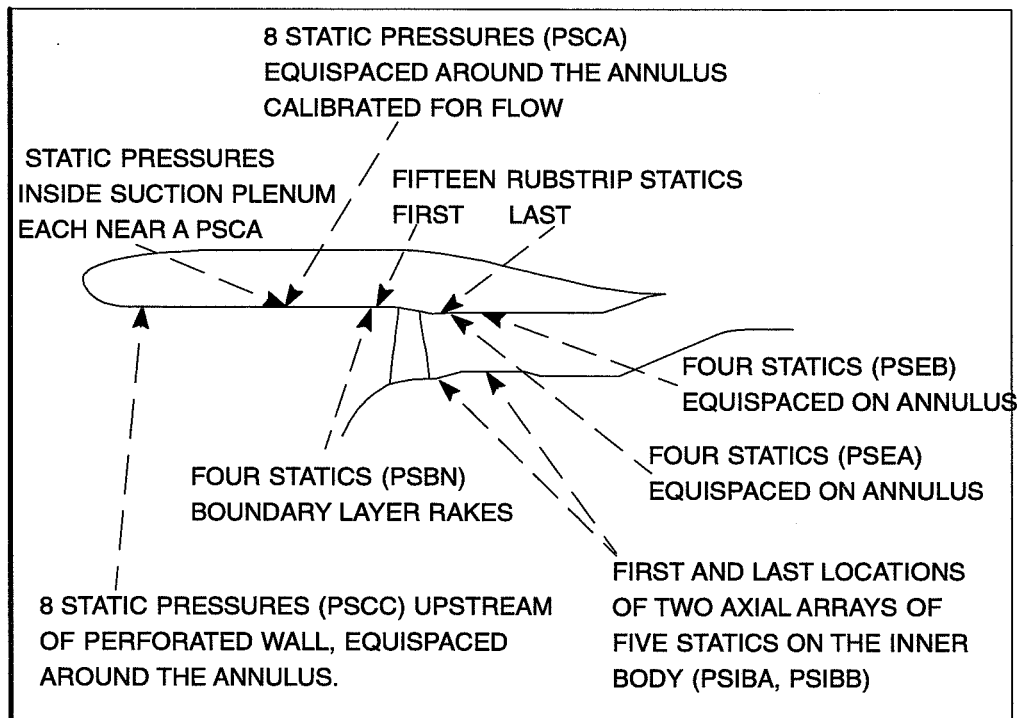 8 STATIC PRESSURES (PSCA)
EQUISPACED AROUND THE ANNULUS
CALIBRATED FOR FLOW
STATIC PRESSURES
INSIDE SUCTION PLENUM
EACH NEAR A PSCA
FIFTEEN RUBSTRIP STATICS
FIRST LAST
FOUR STATICS (PSEB)
EQUISPACED ON ANNULUS
FOUR STATICS (PSEA)
EQUISPACED ON ANNULUS
FOUR STATICS (PSBN)
BOUNDARY LAYER RAKES
FIRST AND LAST LOCATIONS
OF TWO AXIAL ARRAYS OF
FIVE STATICS ON THE INNER
BODY (PSIBA, PSIBB)
8 STATIC PRESSURES (PSCC) UPSTREAM
OF PERFORATED WALL, EQUISPACED
AROUND THE ANNULUS.